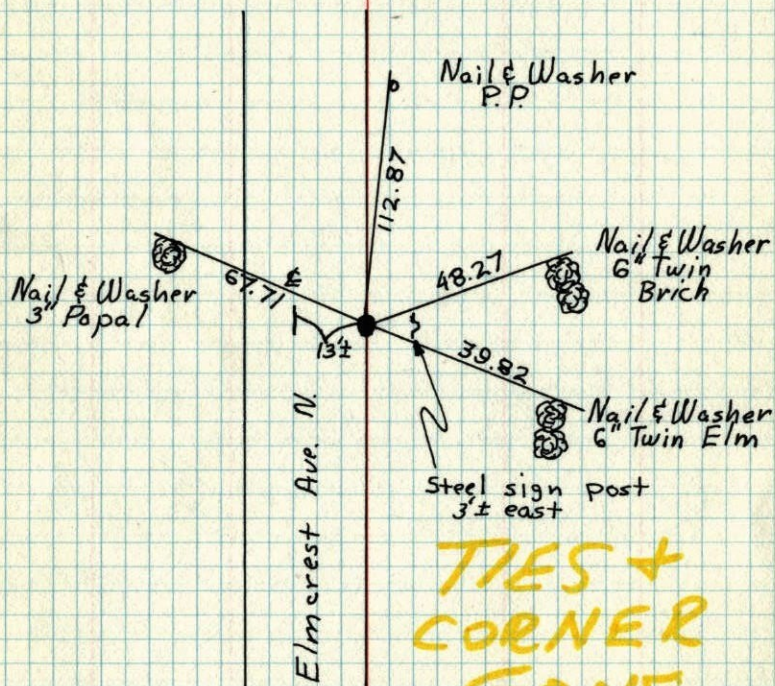 Nail & Washer
P.P.
112.87
Nail & Washer
6" Twin
Brich
48.27
℄
67.71
Nail & Washer
3" Popal
13'±
39.82
Nail & Washer
6" Twin Elm
Steel sign post
3'± east
Elmcrest Ave. N.
TIES &
CORNER